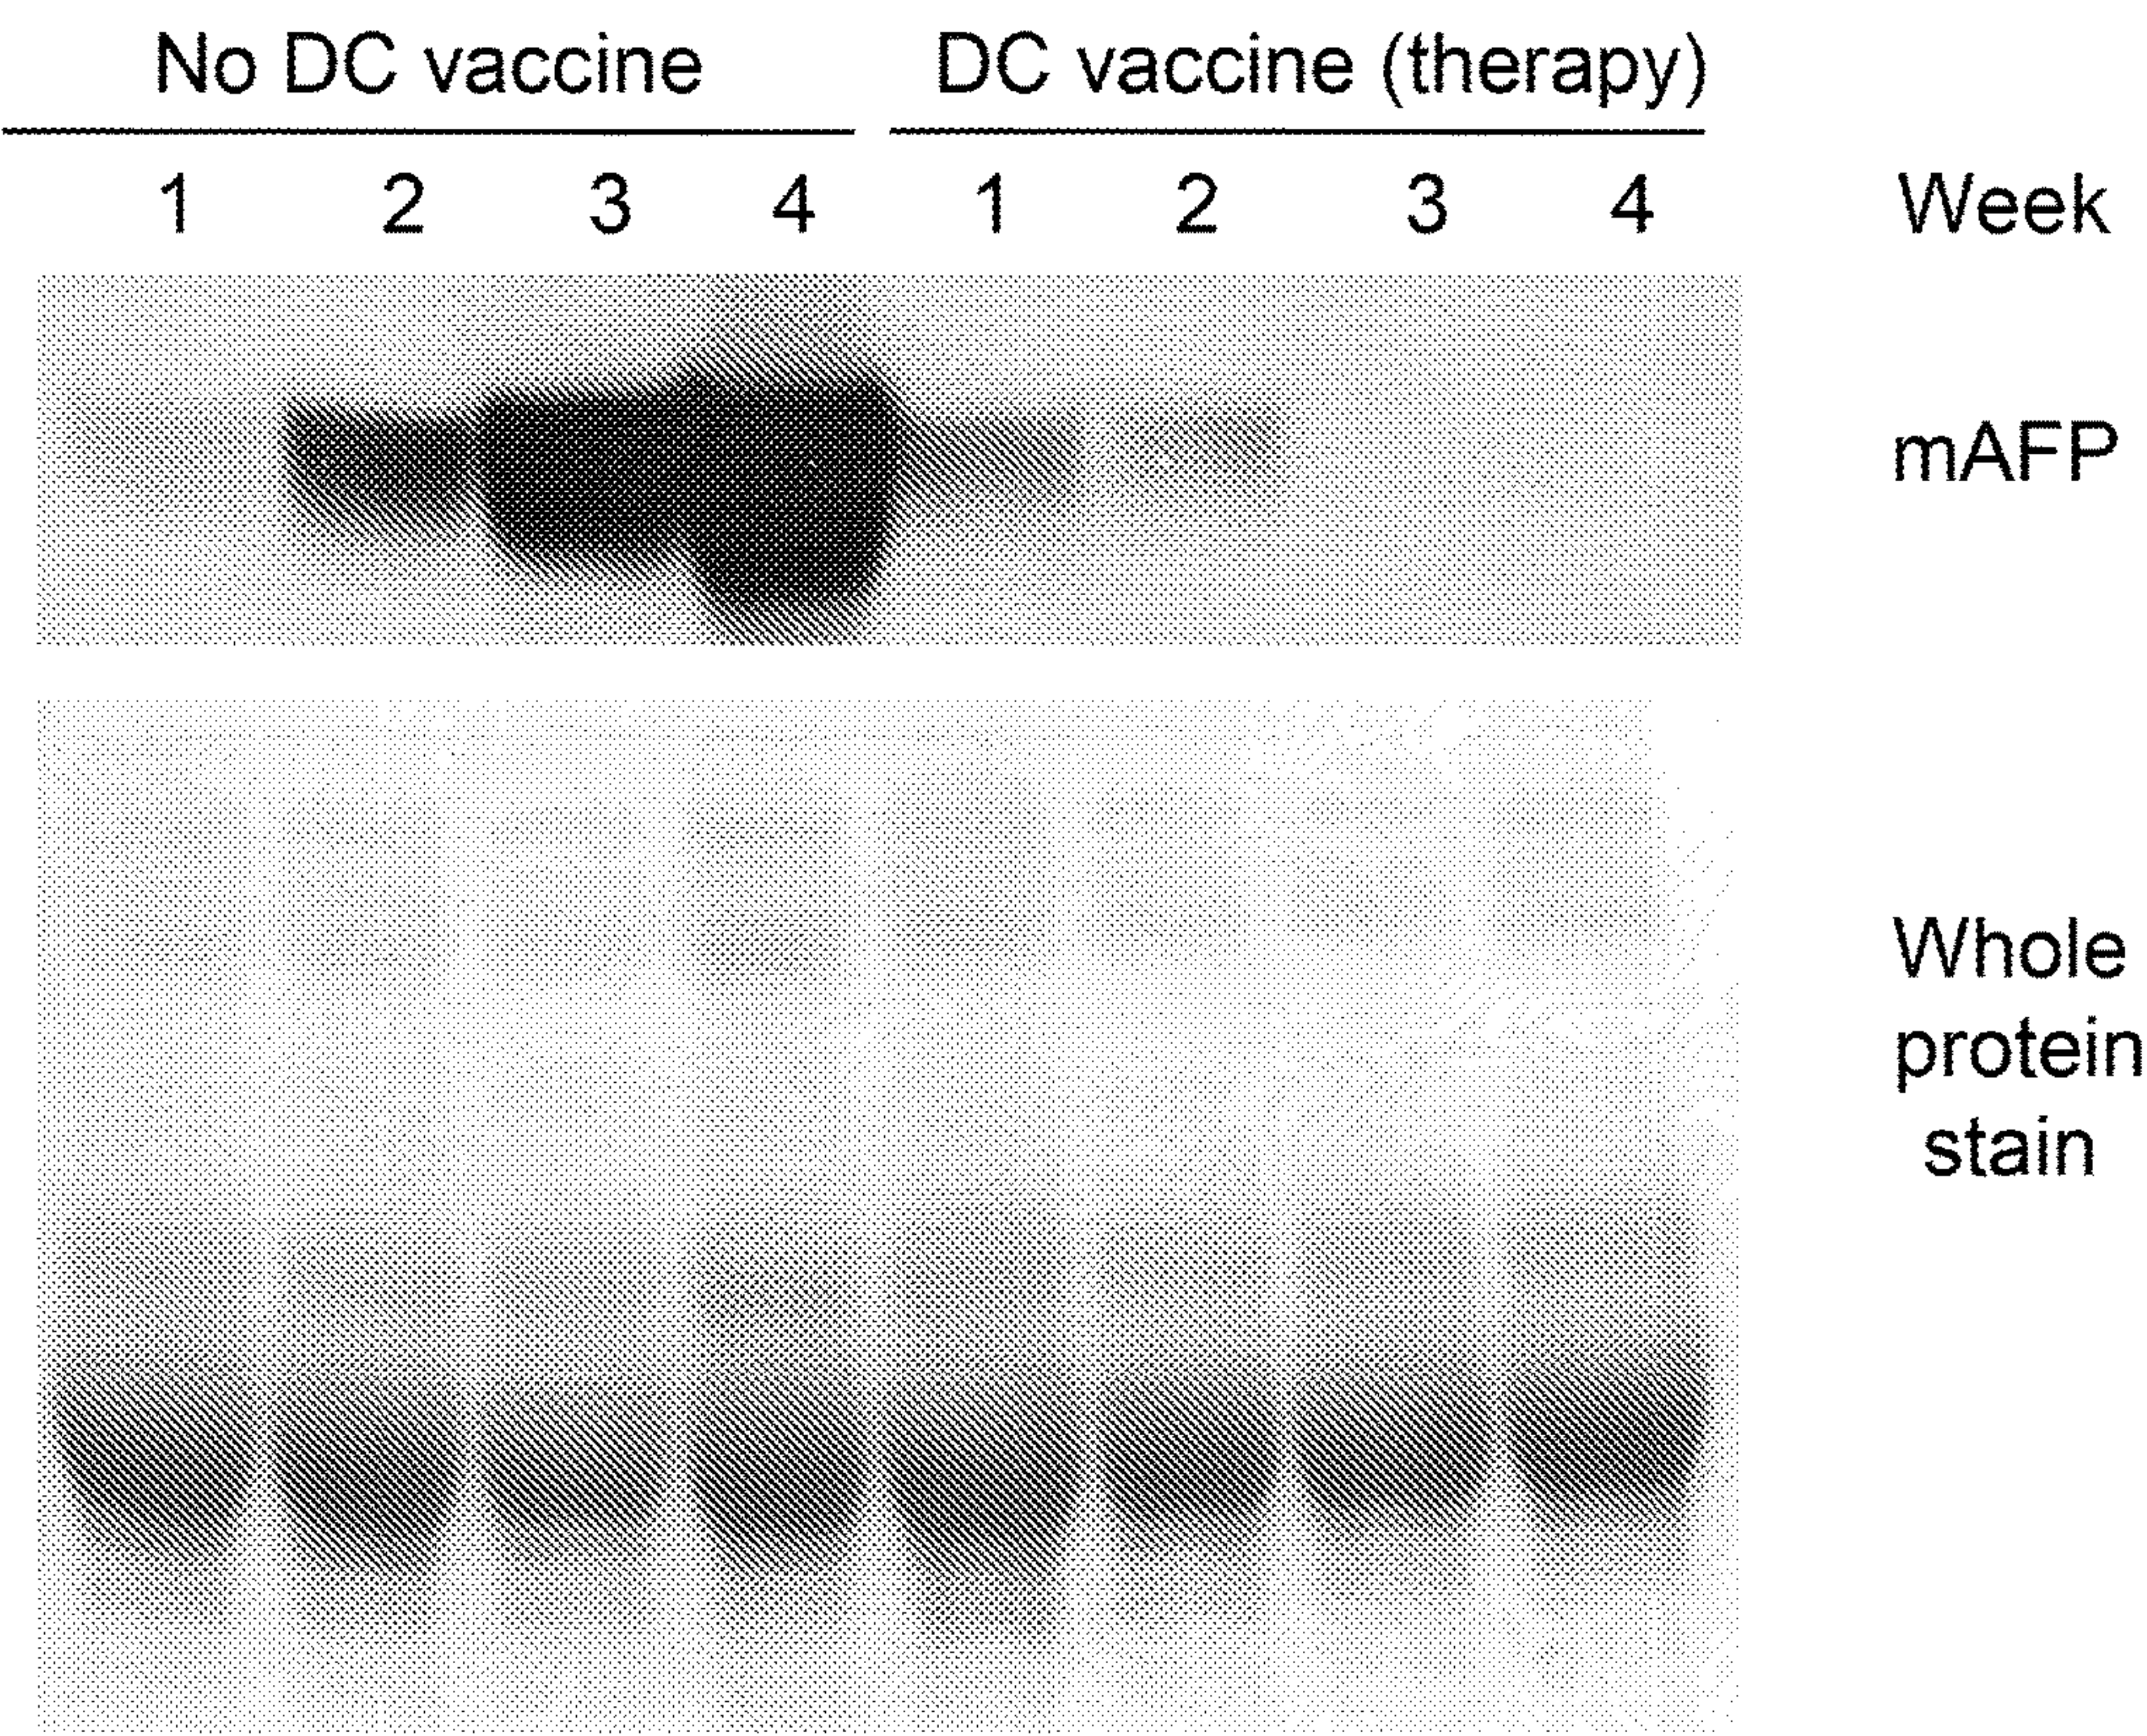 No DC vaccine DC vaccine (therapy)
1 2 3 4 1 2 3 4 Week
mAFP
Whole
protein
stain